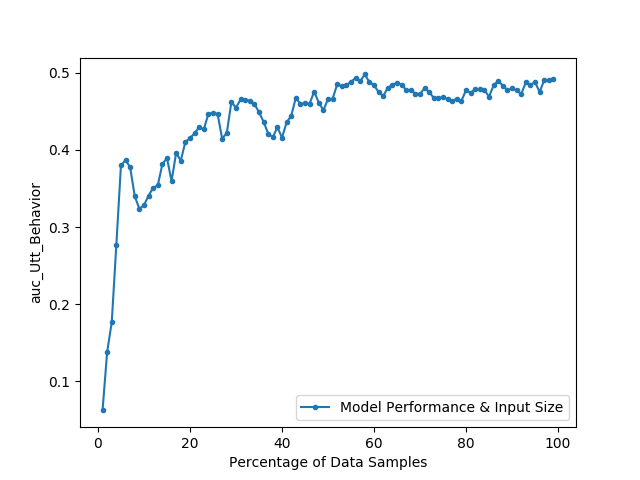 0.5
0.4
0.3
0.2
0.1
auc_Utt_Behavior
Model Performance & Input Size
0 20 40 60 80 100
Percentage of Data Samples